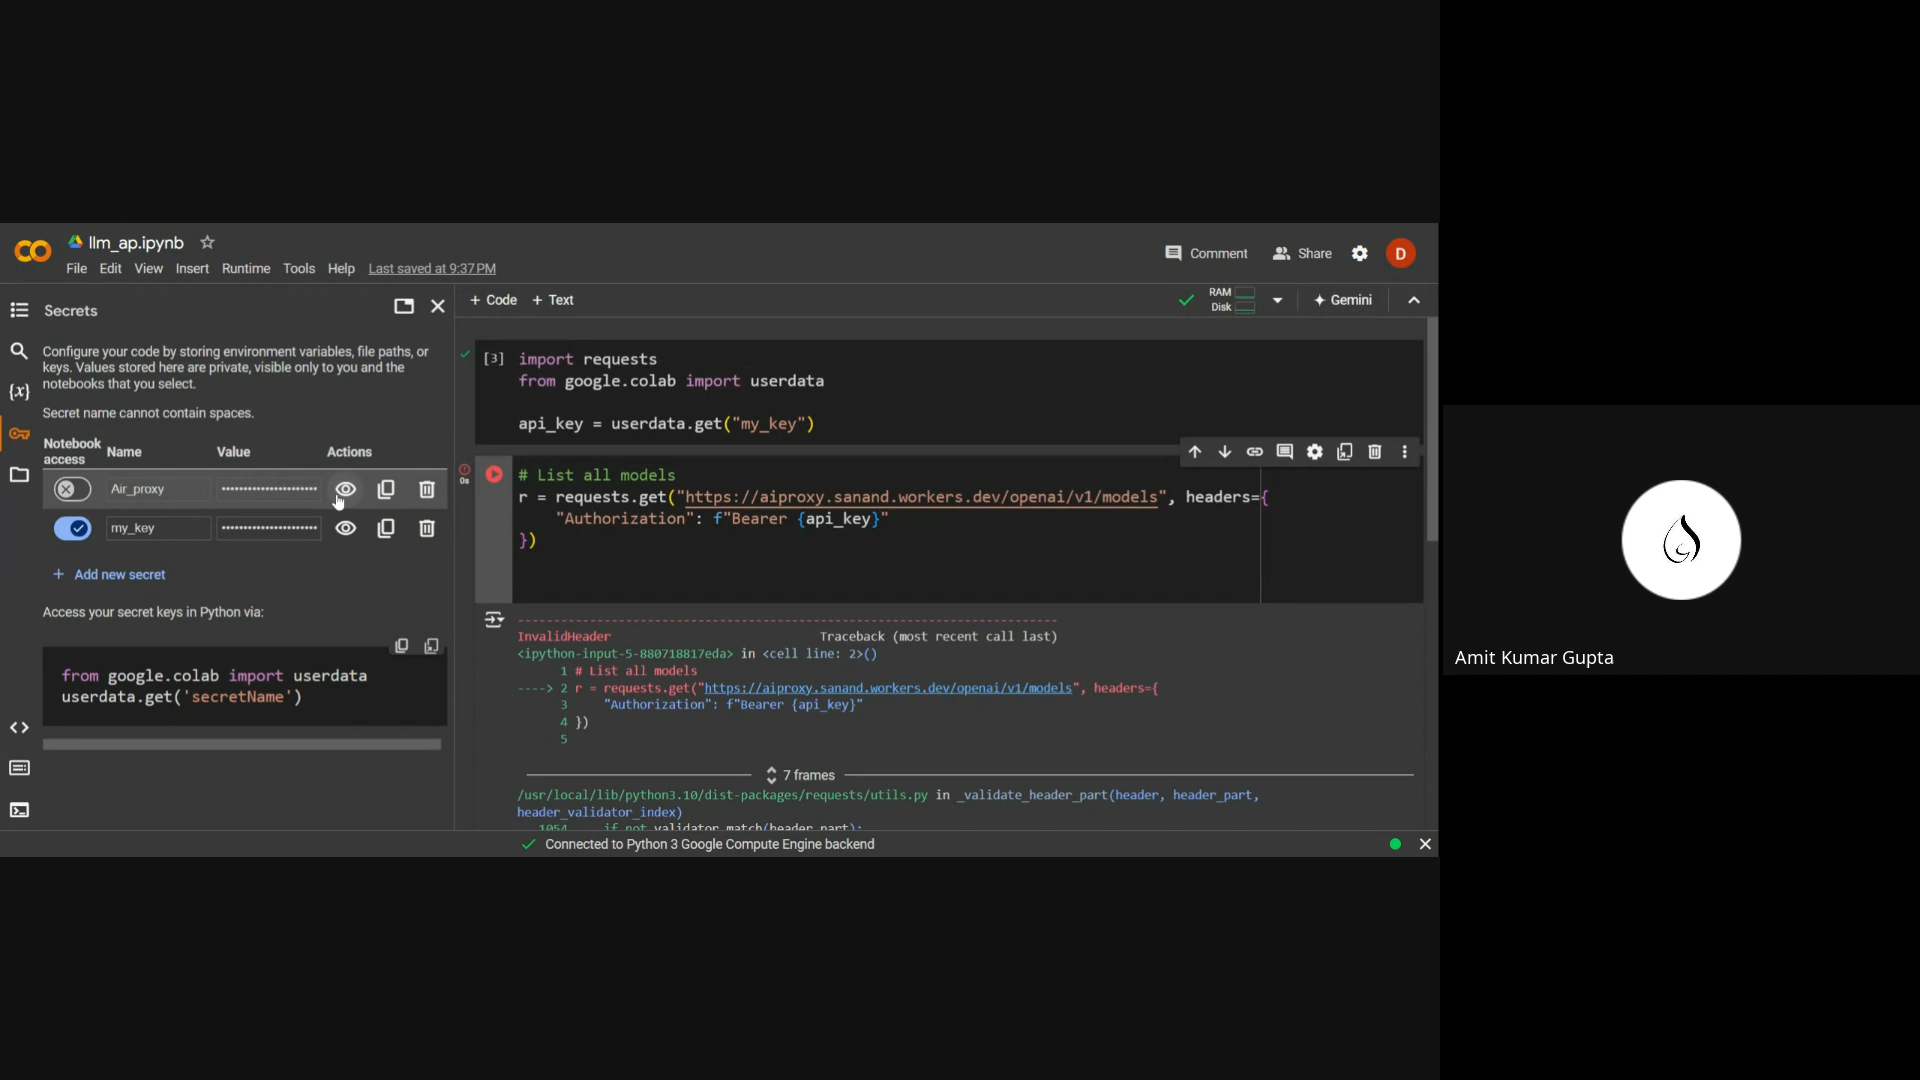 llm_ap.ipynb
File Edit View Insert Runtime Tools Help Last saved at 9:37 PM
Comment Share D
Secrets
Configure your code by storing environment variables, file paths, or
keys. Values stored here are private, visible only to you and the
notebooks that you select.
Secret name cannot contain spaces.
Notebook access Name Value Actions
Air_proxy ••••••••••••••••••••••
my_key ••••••••••••••••••••••
+ Add new secret
Access your secret keys in Python via:
from google.colab import userdata
userdata.get('secretName')
+ Code + Text
RAM
Disk
Gemini
[3] import requests
from google.colab import userdata
api_key = userdata.get("my_key")
0s
# List all models
r = requests.get("https://aiproxy.sanand.workers.dev/openai/v1/models", headers={
"Authorization": f"Bearer {api_key}"
})
---------------------------------------------------------------------------
InvalidHeader Traceback (most recent call last)
<ipython-input-5-880718817eda> in <cell line: 2>()
1 # List all models
----> 2 r = requests.get("https://aiproxy.sanand.workers.dev/openai/v1/models", headers={
3 "Authorization": f"Bearer {api_key}"
4 })
5
7 frames
/usr/local/lib/python3.10/dist-packages/requests/utils.py in _validate_header_part(header, header_part,
header_validator_index)
1054 if not validator.match(header_part):
Connected to Python 3 Google Compute Engine backend
Amit Kumar Gupta